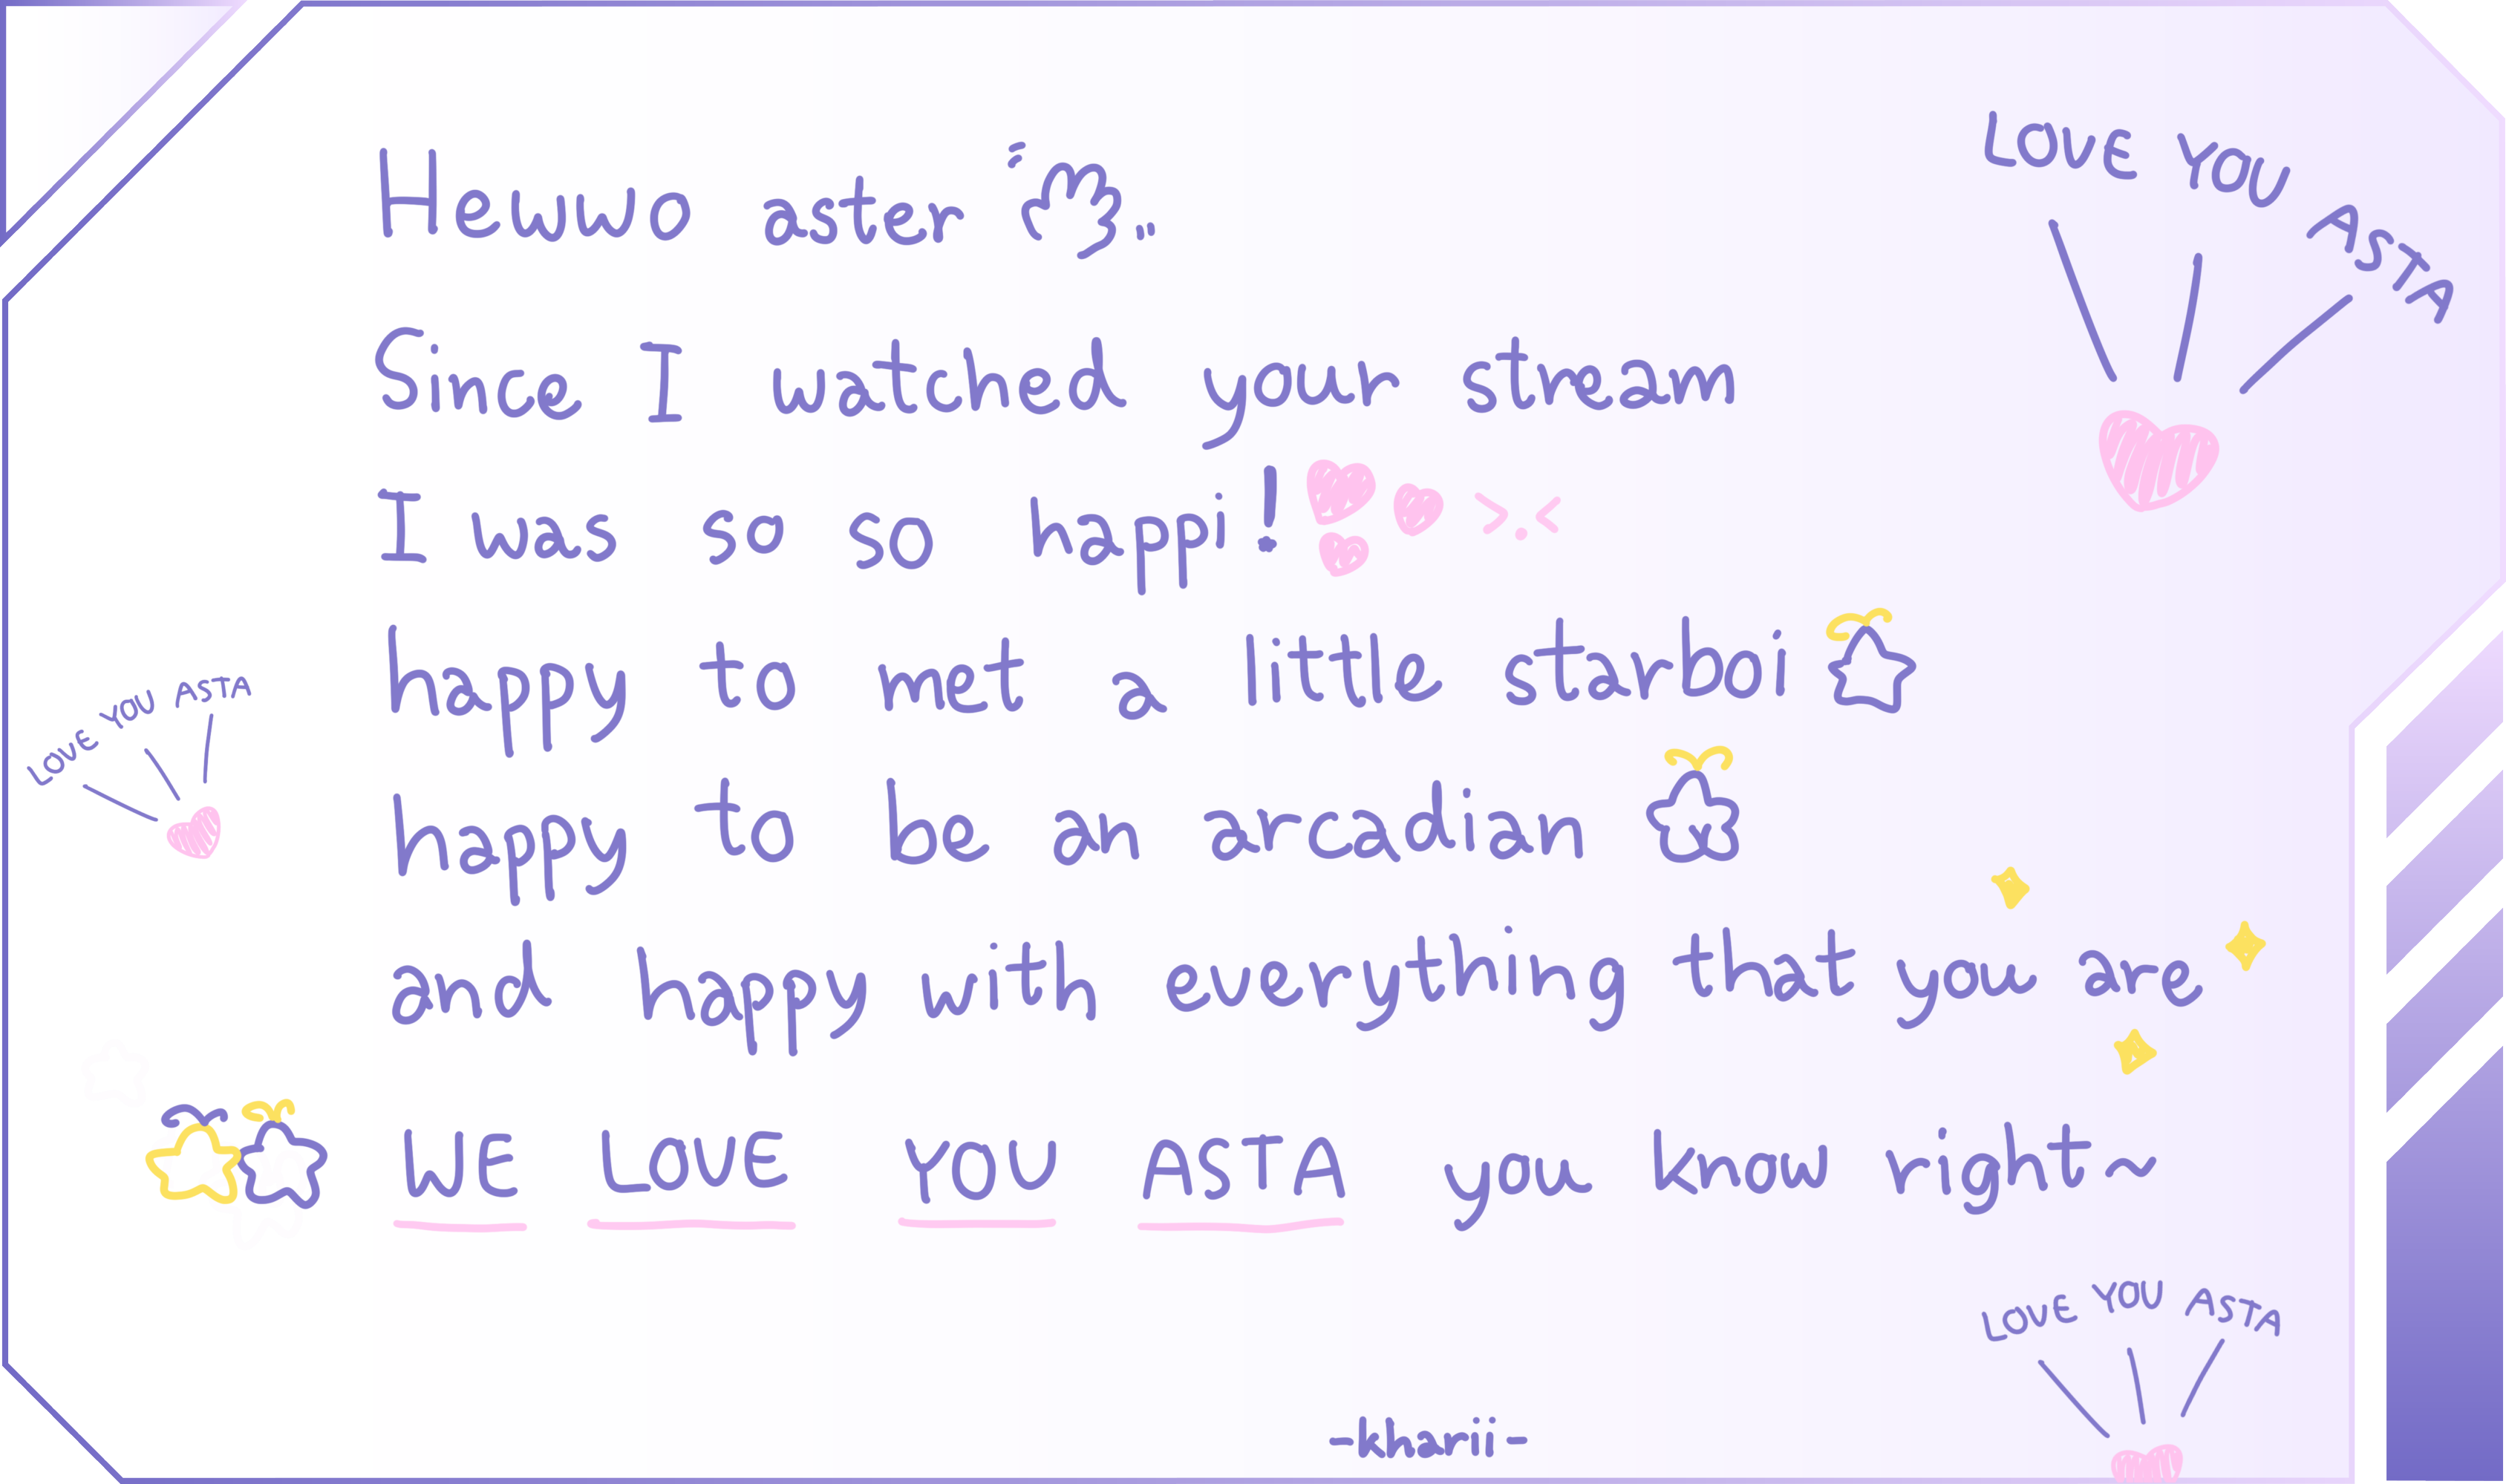 Hewwo aster
LOVE YOU ASTA
Since I watched your stream
I was so so happi! >.<
happy to met a little starboi
LOVE YOU ASTA
happy to be an arcadian
and happy with everything that you are
WE LOVE YOU ASTA you know right~
LOVE YOU ASTA
-kharii-